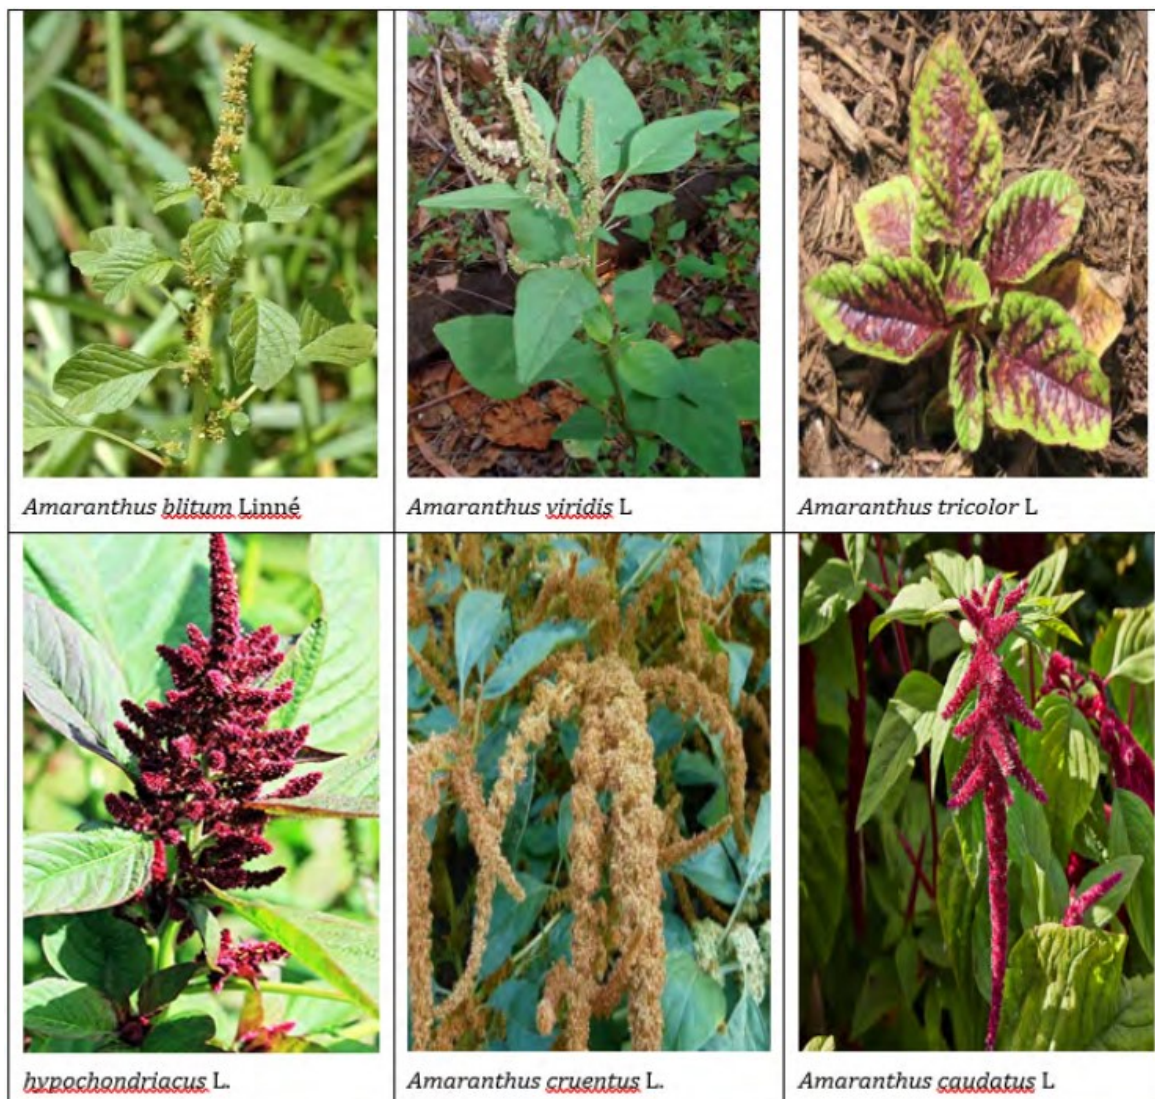 Amaranthus blitum Linné
Amaranthus viridis L
Amaranthus tricolor L
hypochondriacus L.
Amaranthus cruentus L.
Amaranthus caudatus L